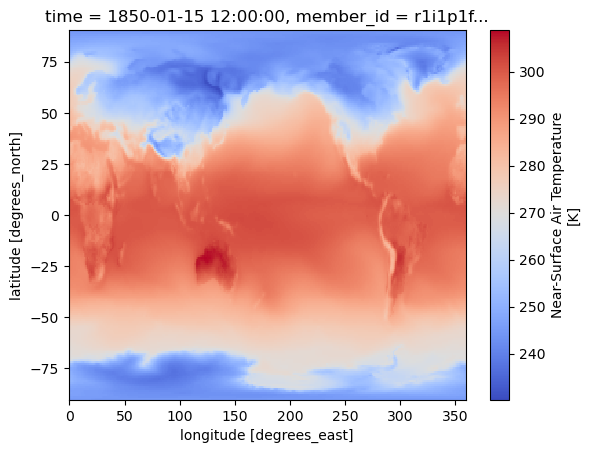 time = 1850-01-15 12:00:00, member_id = r1i1p1f...
75
50
25
0
−25
−50
−75
latitude [degrees_north]
0 50 100 150 200 250 300 350
longitude [degrees_east]
300
290
280
270
260
250
240
Near-Surface Air Temperature
[K]